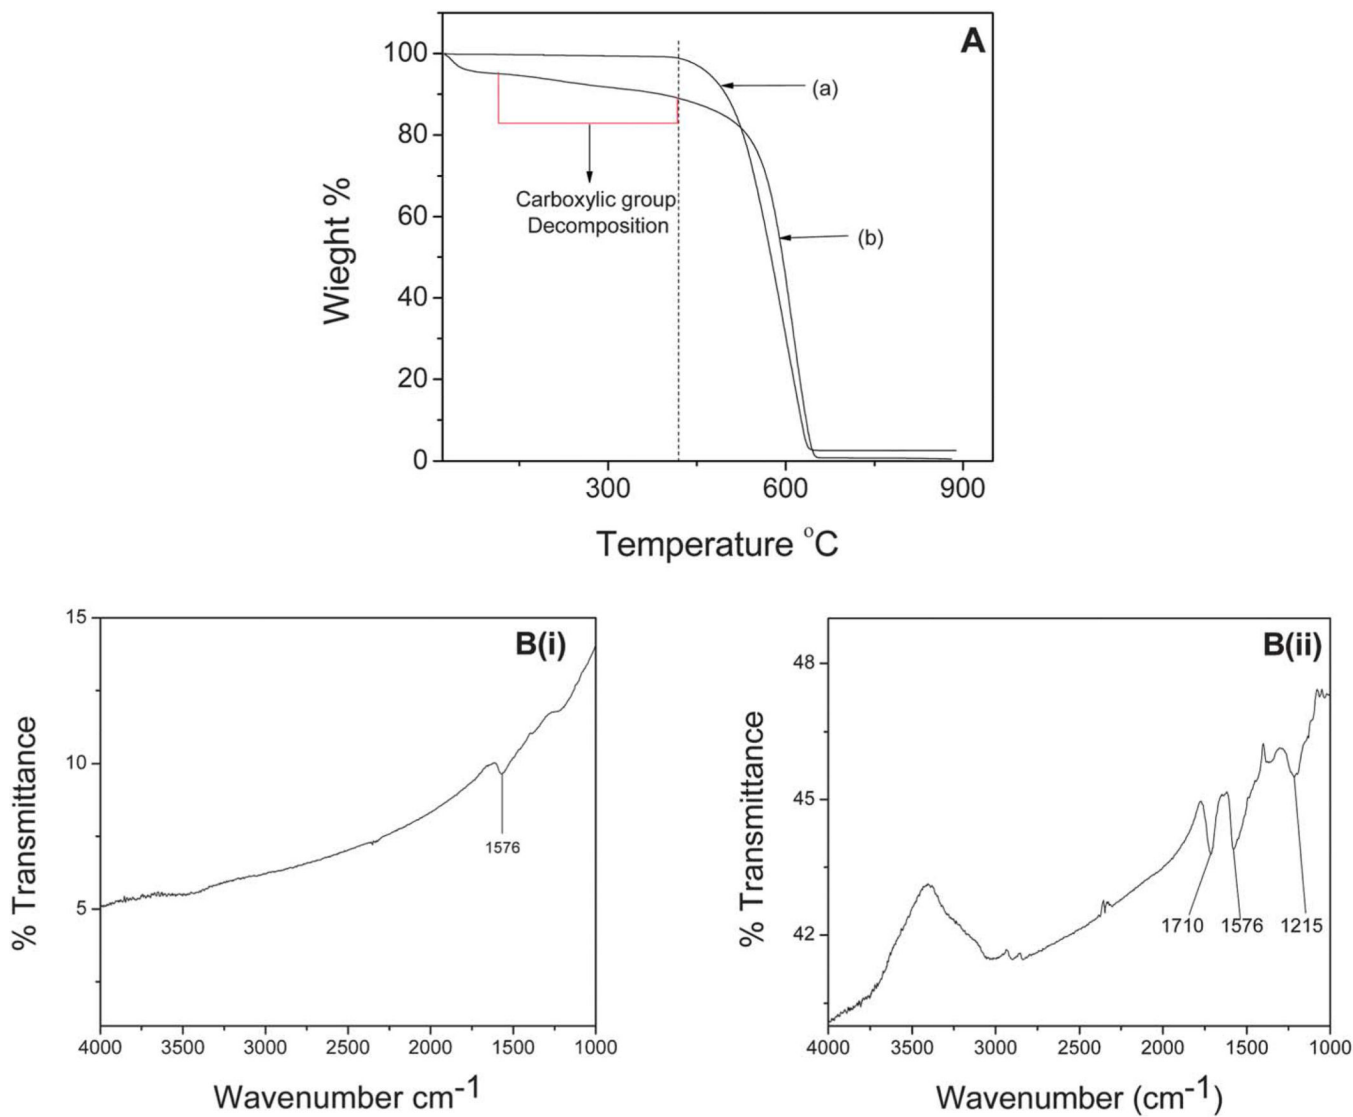 A
100
80
60
40
20
0
Wieght %
(a)
(b)
Carboxylic group
Decomposition
300
600
900
Temperature °C
B(i)
15
10
5
% Transmittance
1576
4000
3500
3000
2500
2000
1500
1000
Wavenumber cm-1
B(ii)
48
45
42
% Transmittance
1710
1576
1215
4000
3500
3000
2500
2000
1500
1000
Wavenumber (cm-1)